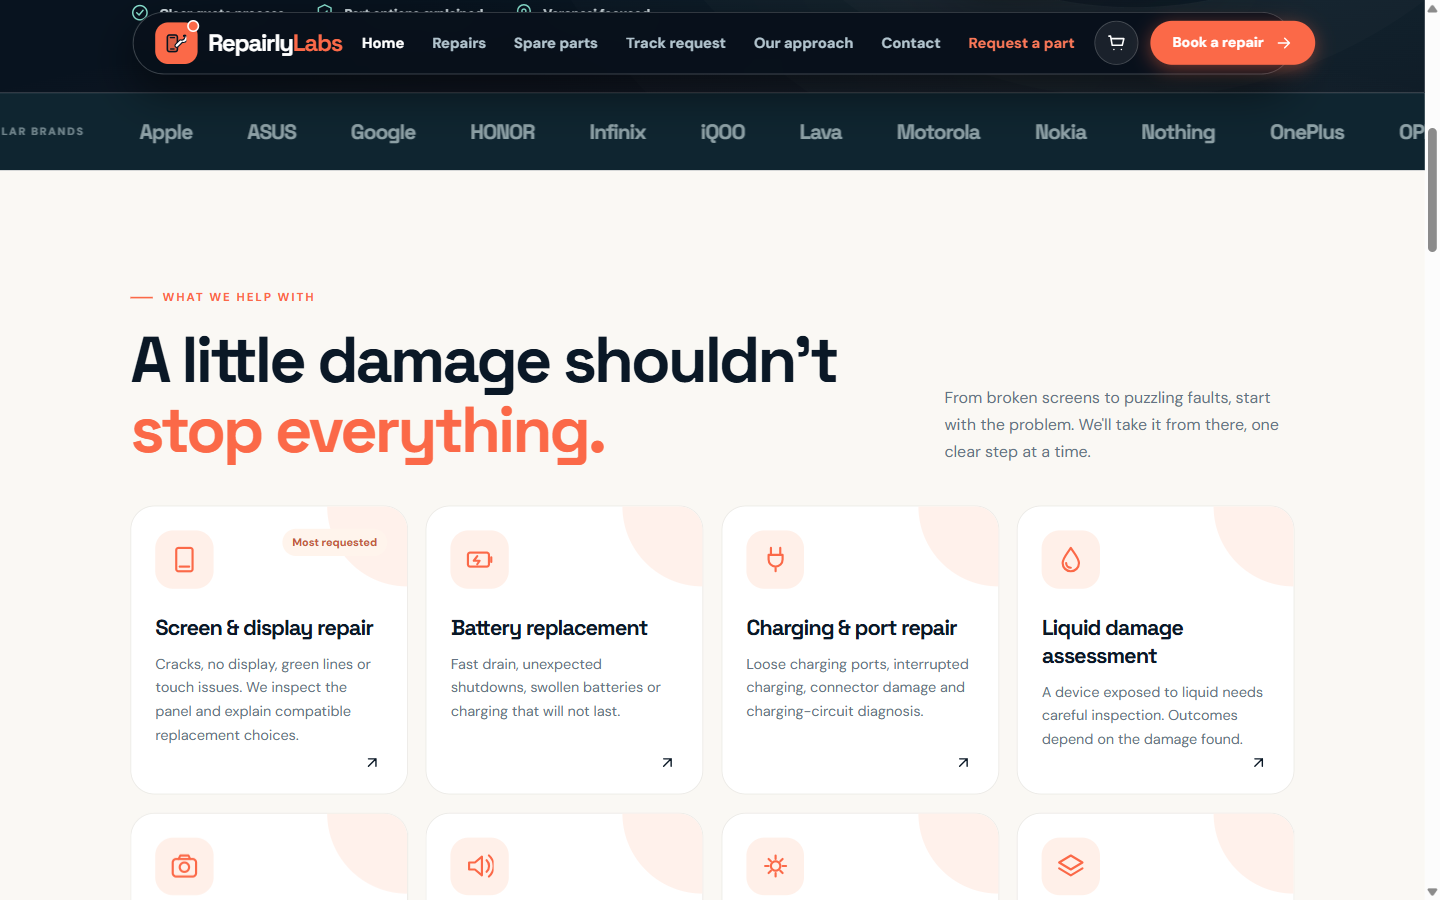 RepairlyLabs
Home
Repairs
Spare parts
Track request
Our approach
Contact
Request a part
Book a repair
LAR BRANDS
Apple
ASUS
Google
HONOR
Infinix
iQOO
Lava
Motorola
Nokia
Nothing
OnePlus
OP
WHAT WE HELP WITH
A little damage shouldn’t
stop everything.
From broken screens to puzzling faults, start
with the problem. We'll take it from there, one
clear step at a time.
Most requested
Screen & display repair
Cracks, no display, green lines or
touch issues. We inspect the
panel and explain compatible
replacement choices.
Battery replacement
Fast drain, unexpected
shutdowns, swollen batteries or
charging that will not last.
Charging & port repair
Loose charging ports, interrupted
charging, connector damage and
charging-circuit diagnosis.
Liquid damage
assessment
A device exposed to liquid needs
careful inspection. Outcomes
depend on the damage found.